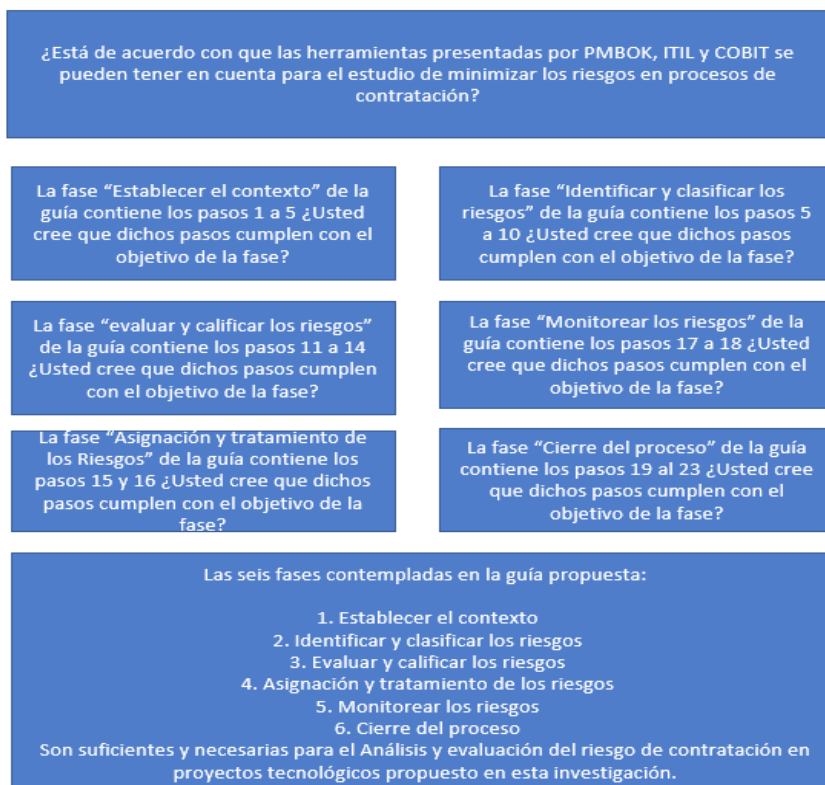 ¿Está de acuerdo con que las herramientas presentadas por PMBOK, ITIL y COBIT se
pueden tener en cuenta para el estudio de minimizar los riesgos en procesos de
contratación?
La fase “Establecer el contexto” de la
guía contiene los pasos 1 a 5 ¿Usted
cree que dichos pasos cumplen con el
objetivo de la fase?
La fase “Identificar y clasificar los
riesgos” de la guía contiene los pasos 5
a 10 ¿Usted cree que dichos pasos
cumplen con el objetivo de la fase?
La fase “evaluar y calificar los riesgos”
de la guía contiene los pasos 11 a 14
¿Usted cree que dichos pasos cumplen
con el objetivo de la fase?
La fase “Monitorear los riesgos” de la
guía contiene los pasos 17 a 18 ¿Usted
cree que dichos pasos cumplen con el
objetivo de la fase?
La fase “Asignación y tratamiento de
los Riesgos” de la guía contiene los
pasos 15 y 16 ¿Usted cree que dichos
pasos cumplen con el objetivo de la
fase?
La fase “Cierre del proceso” de la guía
contiene los pasos 19 al 23 ¿Usted cree
que dichos pasos cumplen con el
objetivo de la fase?
Las seis fases contempladas en la guía propuesta:
1. Establecer el contexto
2. Identificar y clasificar los riesgos
3. Evaluar y calificar los riesgos
4. Asignación y tratamiento de los riesgos
5. Monitorear los riesgos
6. Cierre del proceso
Son suficientes y necesarias para el Análisis y evaluación del riesgo de contratación en
proyectos tecnológicos propuesto en esta investigación.